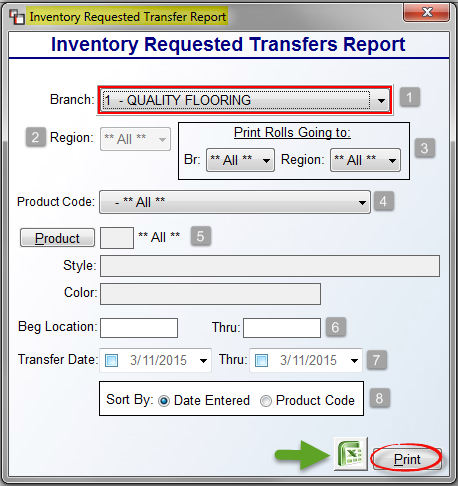 Inventory Requested Transfer Report
Inventory Requested Transfers Report
Branch: 1 - QUALITY FLOORING 1
2 Region: ** All **
Print Rolls Going to:
Br: ** All ** Region: ** All ** 3
Product Code: - ** All ** 4
Product ** All ** 5
Style:
Color:
Beg Location: Thru: 6
Transfer Date: 3/11/2015 Thru: 3/11/2015 7
Sort By: Date Entered Product Code 8
Print